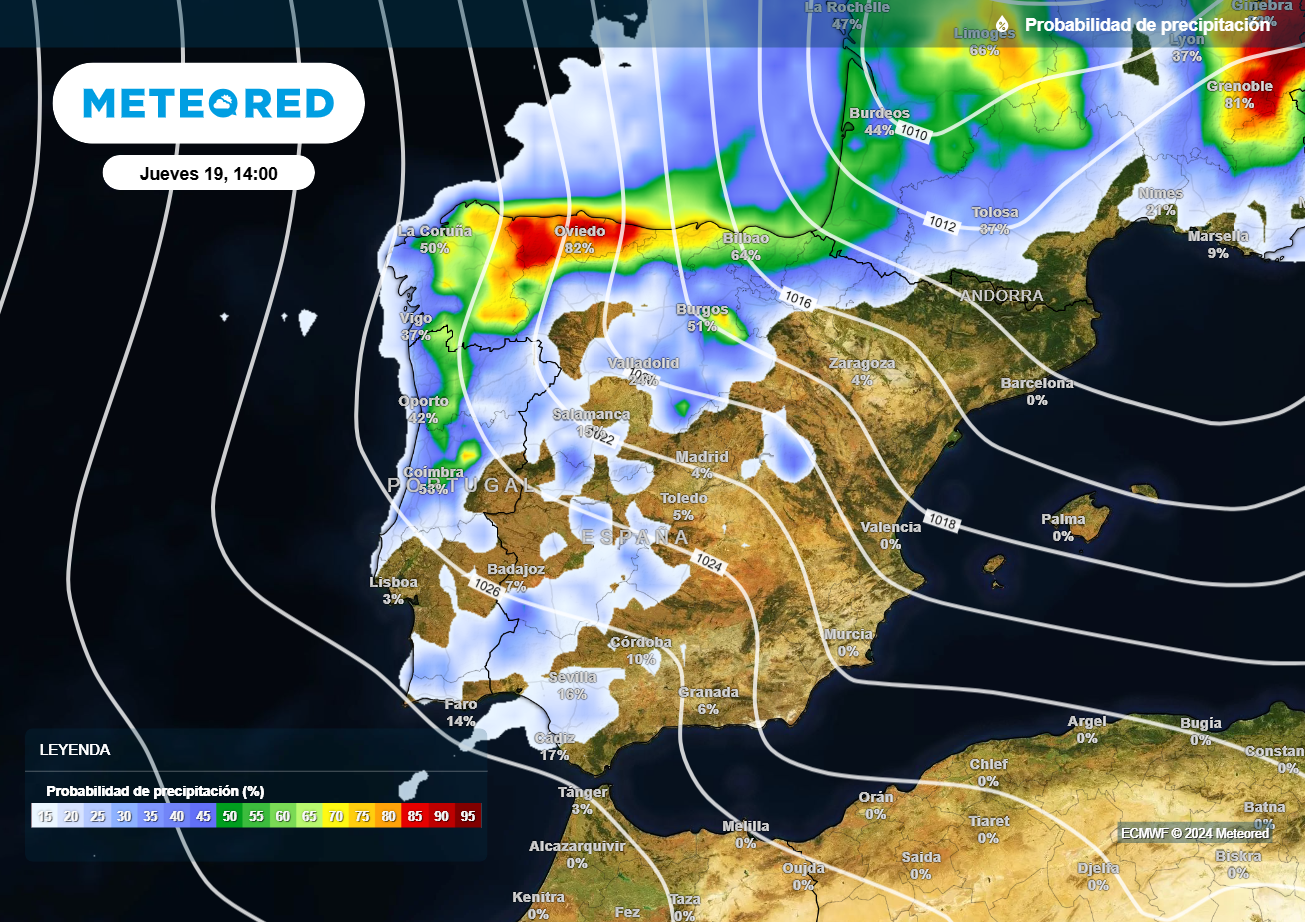 La Rochelle
47%
Ginebra
Probabilidad de precipitación
Limoges
66%
Lyon
37%
METEORED
Grenoble
81%
Burdeos
44%
1010
Jueves 19, 14:00
Nimes
21%
Tolosa
37%
1012
La Coruña
50%
Oviedo
82%
Bilbao
64%
Marsella
9%
1016
ANDORRA
Vigo
37%
Burgos
51%
Valladolid
Zaragoza
4%
Barcelona
0%
Oporto
42%
Salamanca
15%
1022
Madrid
4%
Coimbra
53%
PORTUGAL
Toledo
5%
ESPAÑA
Valencia
0%
1018
Palma
0%
Lisboa
3%
Badajoz
7%
1026
1024
Córdoba
10%
Murcia
0%
Sevilla
16%
Granada
6%
Faro
14%
Cádiz
17%
Argel
0%
Bugía
0%
Constan
0%
LEYENDA
Probabilidad de precipitación (%)
15 20 25 30 35 40 45 50 55 60 65 70 75 80 85 90 95
Chlef
0%
Tánger
3%
Orán
0%
Batna
0%
Tiaret
0%
Melilla
0%
ECMWF © 2024 Meteored
Alcazarquivir
0%
Saida
0%
Biskra
0%
Oujda
0%
Djelfa
0%
Kenitra
0%
Fez
Taza
0%